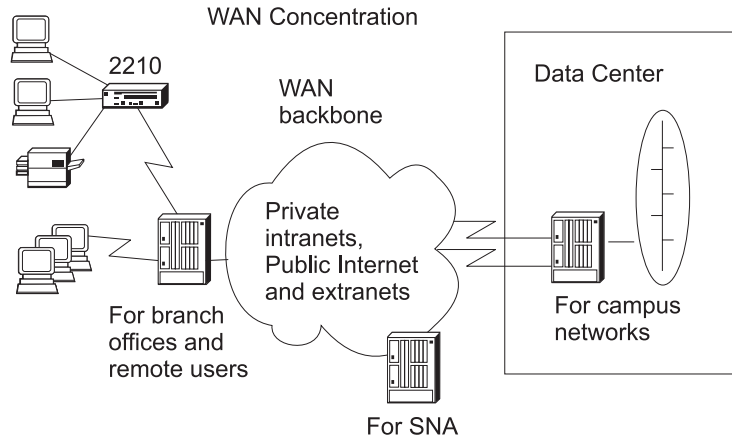 WAN Concentration
2210
WAN
backbone
Data Center
Private
intranets,
Public Internet
and extranets
For branch
offices and
remote users
For campus
networks
For SNA